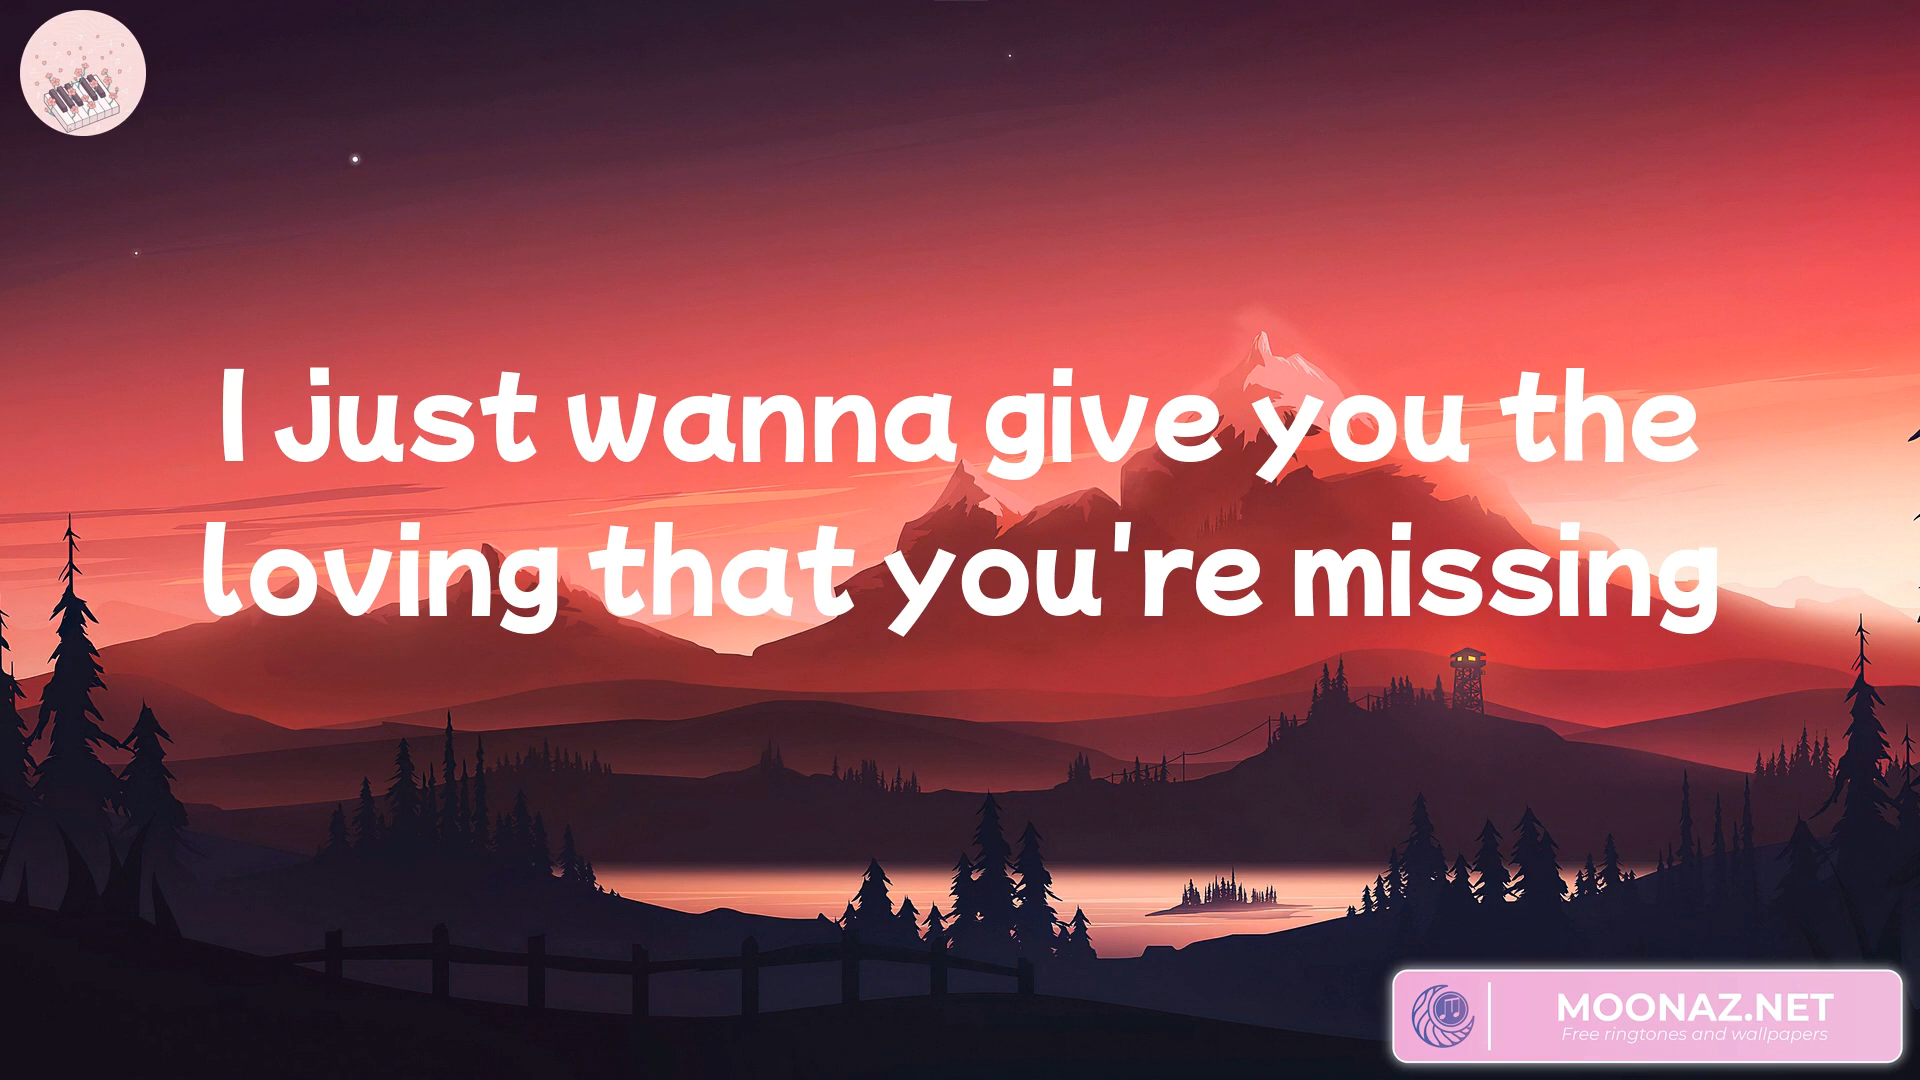 I just wanna give you the
loving that you're missing
MOONAZ.NET
Free ringtones and wallpapers